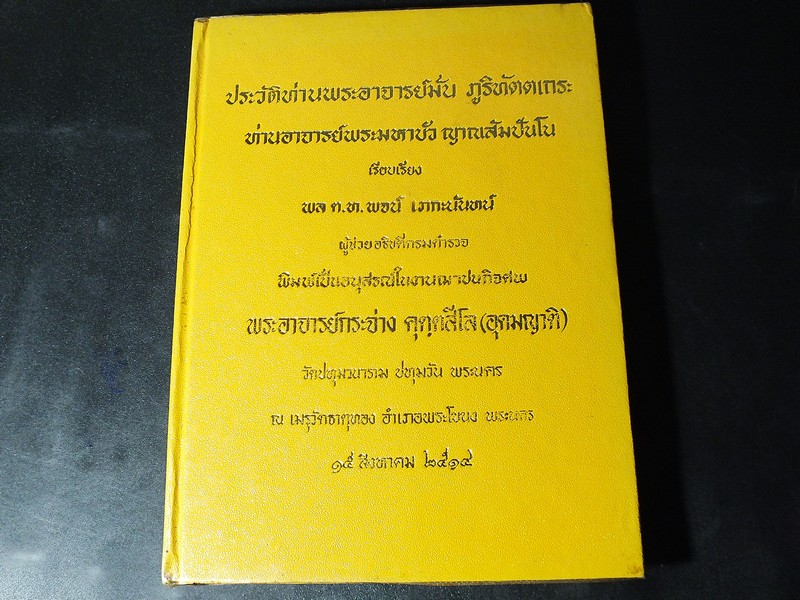 ประวัติท่านพระอาจารย์มั่น ภูริทัตตเถระ
ท่านอาจารย์พระมหาบัว ญาณสัมปันโน
เรียบเรียง
พล ต.ท. พจน์ เภกะนันทน์
ผู้ช่วยอธิบดีกรมตำรวจ
พิมพ์เป็นอนุสรณ์ในงานฌาปนกิจศพ
พระอาจารย์กระจ่าง คุตฺตสีโล (อุดมญาติ)
วัดปทุมวนาราม ปทุมวัน พระนคร
ณ เมรุวัดธาตุทอง อำเภอพระโขนง พระนคร
๑๕ สิงหาคม ๒๕๑๔